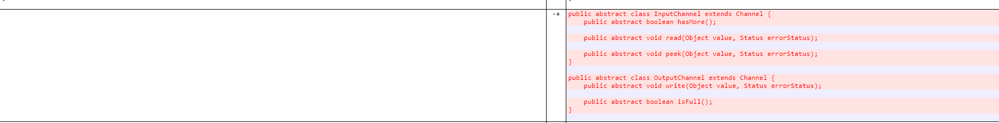 -+ public abstract class InputChannel extends Channel {
    public abstract boolean hasMore();
    public abstract void read(Object value, Status errorStatus);
    public abstract void peek(Object value, Status errorStatus);
}
public abstract class OutputChannel extends Channel {
    public abstract void write(Object value, Status errorStatus);
    public abstract boolean isFull();
}